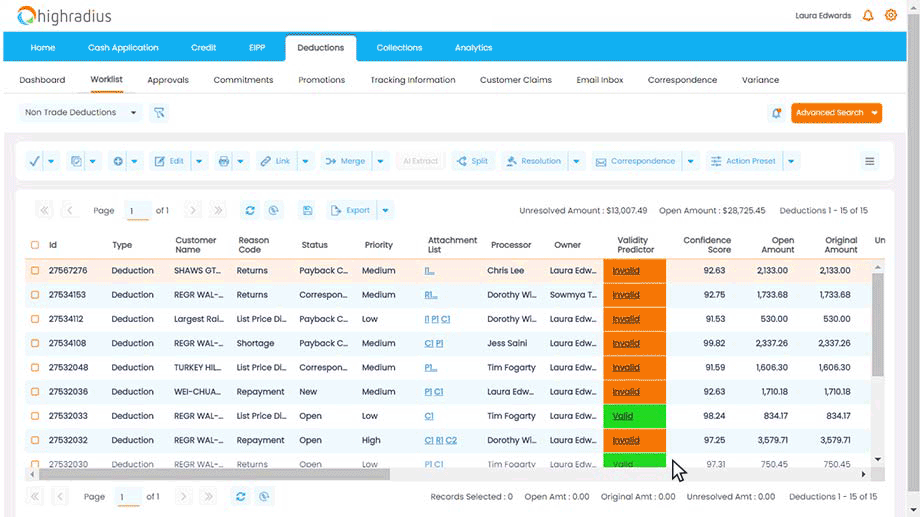 highradius Laura Edwards
Home Cash Application Credit EIPP Deductions Collections Analytics
Dashboard Worklist Approvals Commitments Promotions Tracking Information Customer Claims Email Inbox Correspondence Variance
Non Trade Deductions Advanced Search
Edit Link Merge AI Extract Split Resolution Correspondence Action Preset
Page 1 of 1 Export Unresolved Amount : $13,007.49 Open Amount : $28,725.45 Deductions 1 - 15 of 15
Id Type Customer Name Reason Code Status Priority Attachment List Processor Owner Validity Predictor Confidence Score Open Amount Original Amount Un
27567276 Deduction SHAWS GT... Returns Payback C... Medium I1... Chris Lee Laura Edw... Invalid 92.63 2,133.00 2,133.00
27534153 Deduction REGR WAL-... Returns Correspon... Medium R1... Dorothy Wi... Sowmya T... Invalid 92.75 1,733.68 1,733.68
27534112 Deduction Largest Rai... List Price Di... Payback C... Low I1 P1 C1 Dorothy Wi... Laura Edw... Invalid 91.53 530.00 530.00
27534108 Deduction REGR WAL-... Shortage Payback C... Medium C1 P1 Jess Saini Laura Edw... Invalid 99.82 2,337.26 2,337.26
27532048 Deduction TURKEY HIL... List Price Di... Correspon... Medium P1... Tim Fogarty Laura Edw... Invalid 91.59 1,606.30 1,606.30
27532036 Deduction WEI-CHUA... Repayment New Medium P1 C1 Laura Edw... Laura Edw... Invalid 92.63 1,710.18 1,710.18
27532033 Deduction REGR WAL-... List Price Di... Open Low C1 Tim Fogarty Laura Edw... Valid 98.24 834.17 834.17
27532032 Deduction REGR WAL-... Repayment Open High C1 R1 C2 Dorothy Wi... Laura Edw... Invalid 97.25 3,579.71 3,579.71
27532030 Deduction REGR WAL-... Returns Open Low P1 C1 Tim Fogarty Laura Edw... Valid 97.31 750.45 750.45
Page 1 of 1 Records Selected : 0 Open Amt : 0.00 Original Amt : 0.00 Unresolved Amt : 0.00 Deductions 1 - 15 of 15